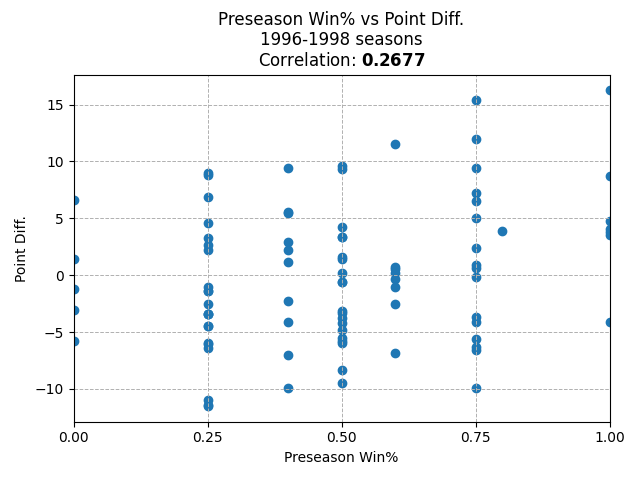 Preseason Win% vs Point Diff.
1996-1998 seasons
Correlation: 0.2677
Point Diff.
15
10
5
0
−5
−10
0.00 0.25 0.50 0.75 1.00
Preseason Win%